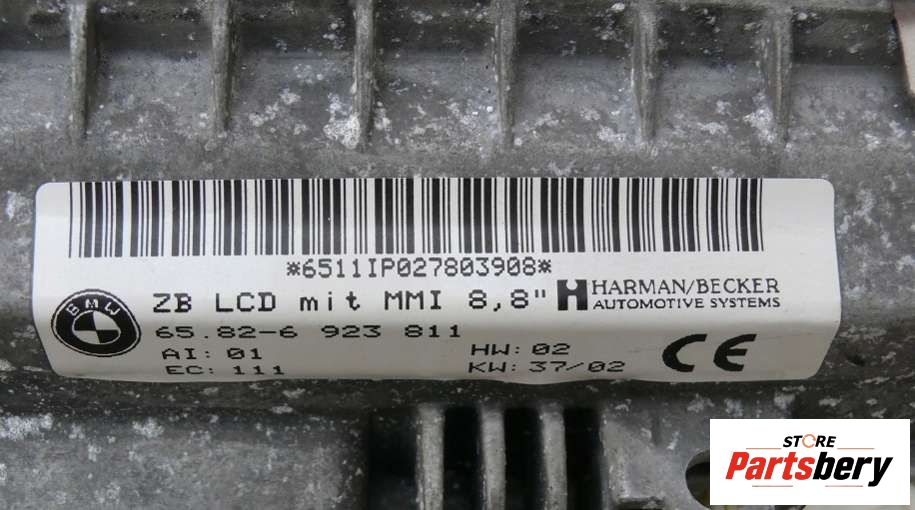 *6511IP027803908*
ZB LCD mit MMI 8,8"
HARMAN/BECKER
AUTOMOTIVE SYSTEMS
BMW
65.82-6 923 811
AI: 01
HW: 02
EC: 111
KW: 37/02
CE
STORE
Partsbery